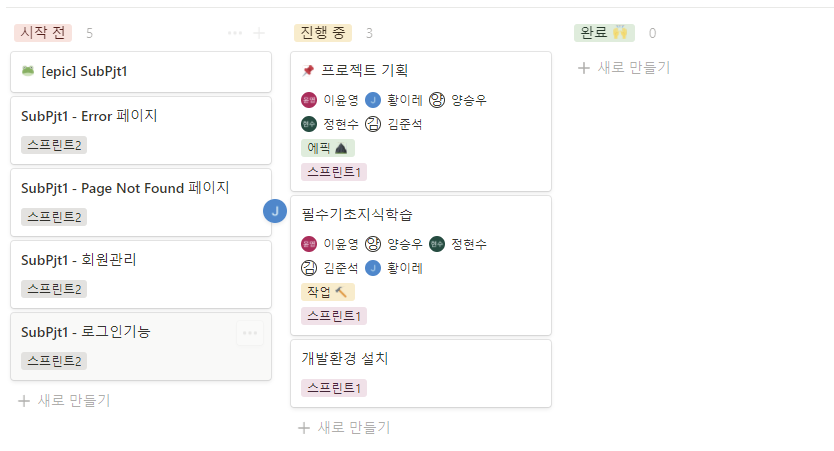 시작 전 5
[epic] SubPjt1
SubPjt1 - Error 페이지
스프린트2
SubPjt1 - Page Not Found 페이지
스프린트2
J
SubPjt1 - 회원관리
스프린트2
SubPjt1 - 로그인기능
스프린트2
+ 새로 만들기
진행 중 3
📌 프로젝트 기획
윤영 이윤영 J 황이레 양 양승우
현수 정현수 김 김준석
에픽
스프린트1
필수기초지식학습
윤영 이윤영 양 양승우 현수 정현수
김 김준석 J 황이레
작업 🔨
스프린트1
개발환경 설치
스프린트1
+ 새로 만들기
완료 🙌 0
+ 새로 만들기